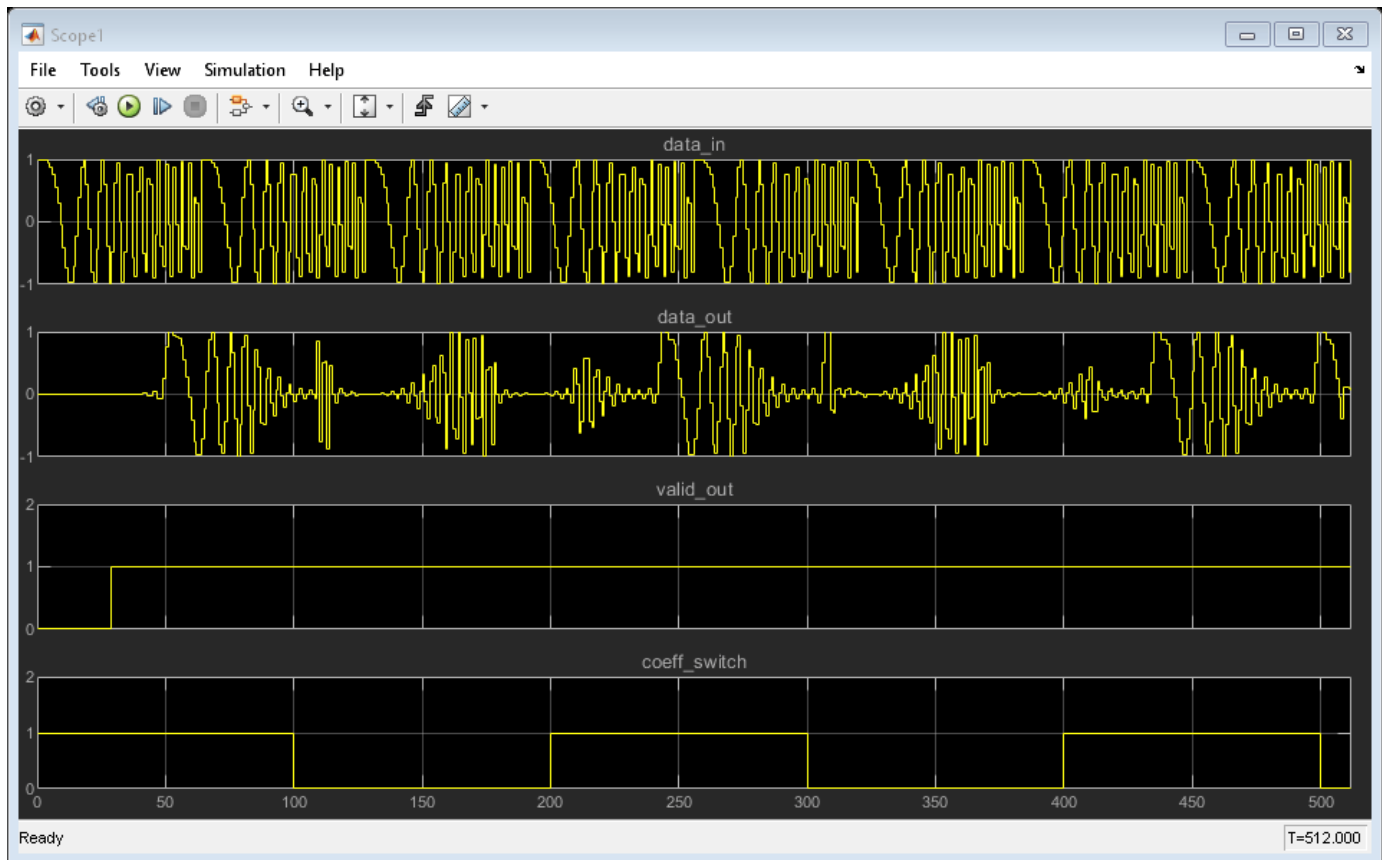 Scope1
File Tools View Simulation Help
data_in
1
0
-1
data_out
1
0
-1
valid_out
2
1
0
coeff_switch
2
1
0
0 50 100 150 200 250 300 350 400 450 500
Ready T=512.000